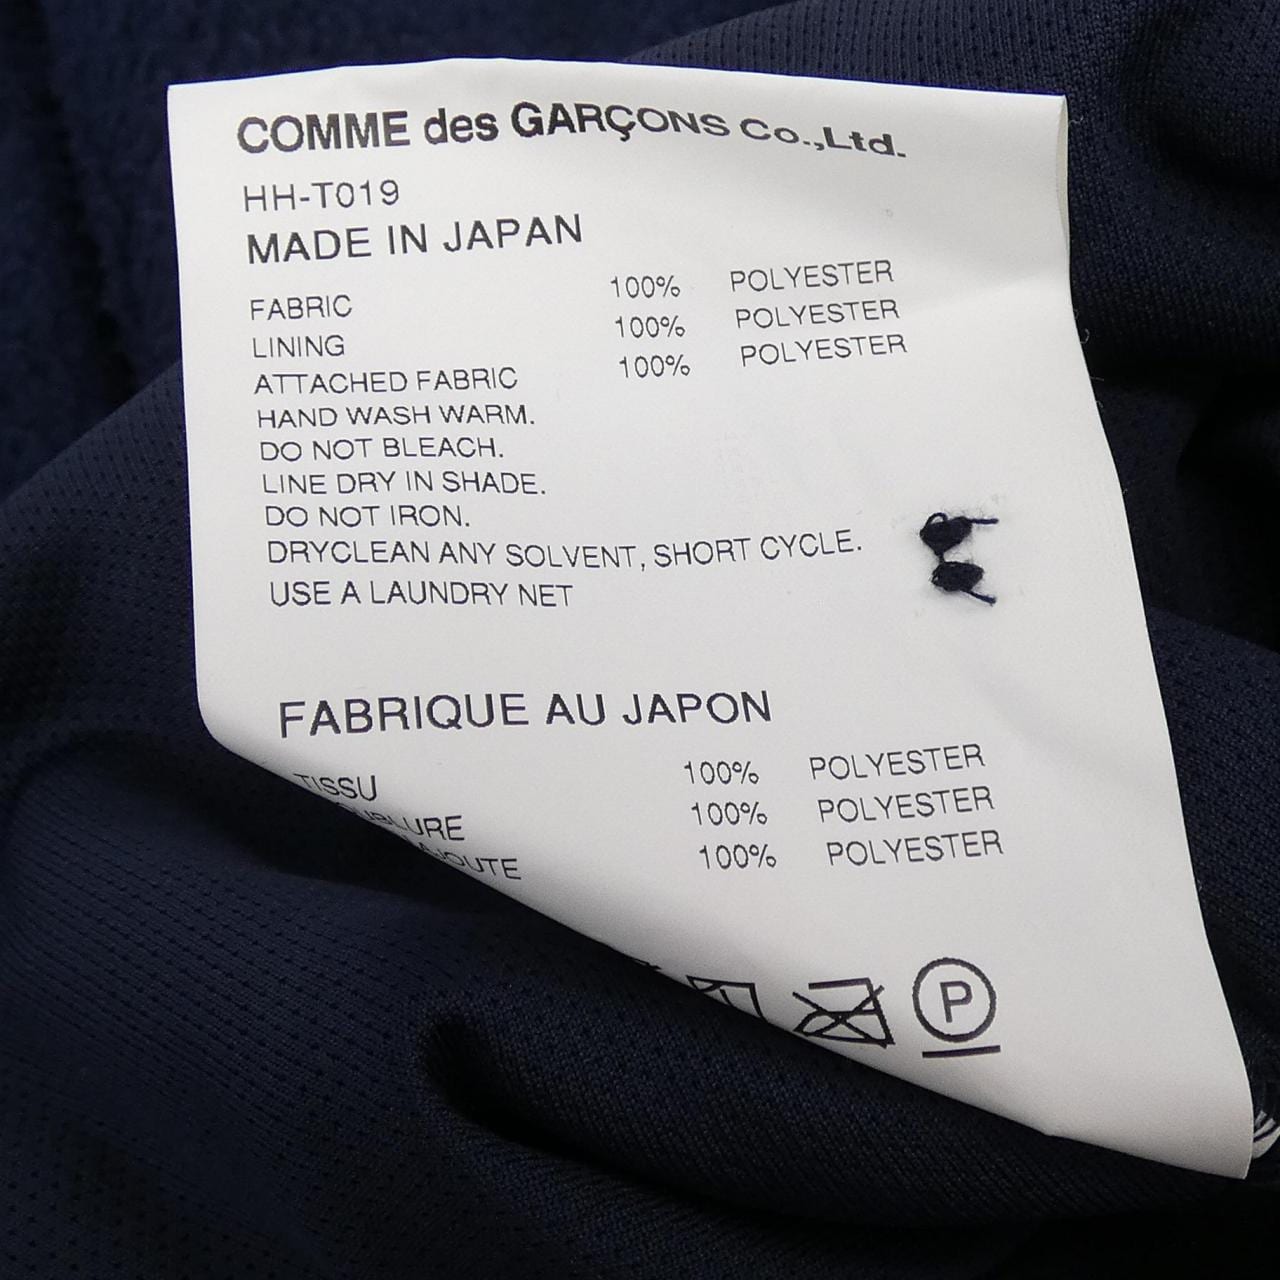 COMME des GARÇONS Co.,Ltd.
HH-T019
MADE IN JAPAN
FABRIC 100% POLYESTER
LINING 100% POLYESTER
ATTACHED FABRIC 100% POLYESTER
HAND WASH WARM.
DO NOT BLEACH.
LINE DRY IN SHADE.
DO NOT IRON.
DRYCLEAN ANY SOLVENT, SHORT CYCLE.
USE A LAUNDRY NET
FABRIQUE AU JAPON
TISSU 100% POLYESTER
100% POLYESTER
AJOUTE 100% POLYESTER
P